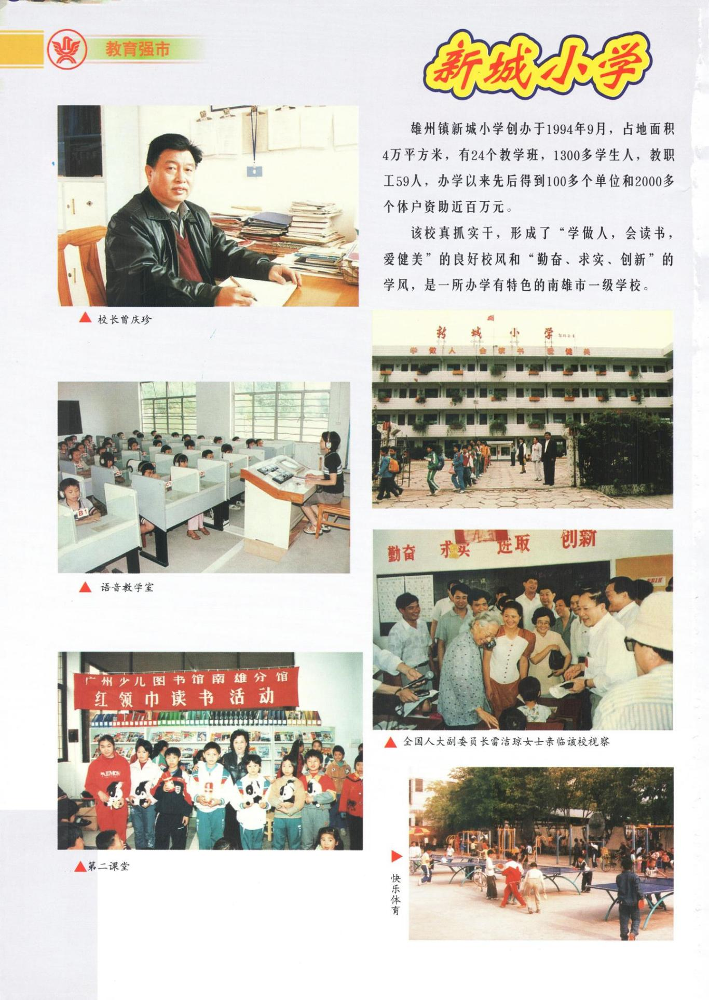 教育强市
新城小学
雄州镇新城小学创办于1994年9月，占地面积
4万平方米，有24个教学班，1300多学生人，教职
工59人，办学以来先后得到100多个单位和2000多
个体户资助近百万元。
该校真抓实干，形成了“学做人，会读书，
爱健美”的良好校风和“勤奋、求实、创新”的
学风，是一所办学有特色的南雄市一级学校。
▲ 校长曾庆珍
新城小学
学做人 会读书 爱健美
B1
C1
C2
C3
D1
▲ 语音教学室
勤奋 求实 进取 创新
▲ 全国人大副委员长雷洁琼女士亲临该校视察
广州少儿图书馆南雄分馆
红领巾读书活动
▲第二课堂
快乐体育